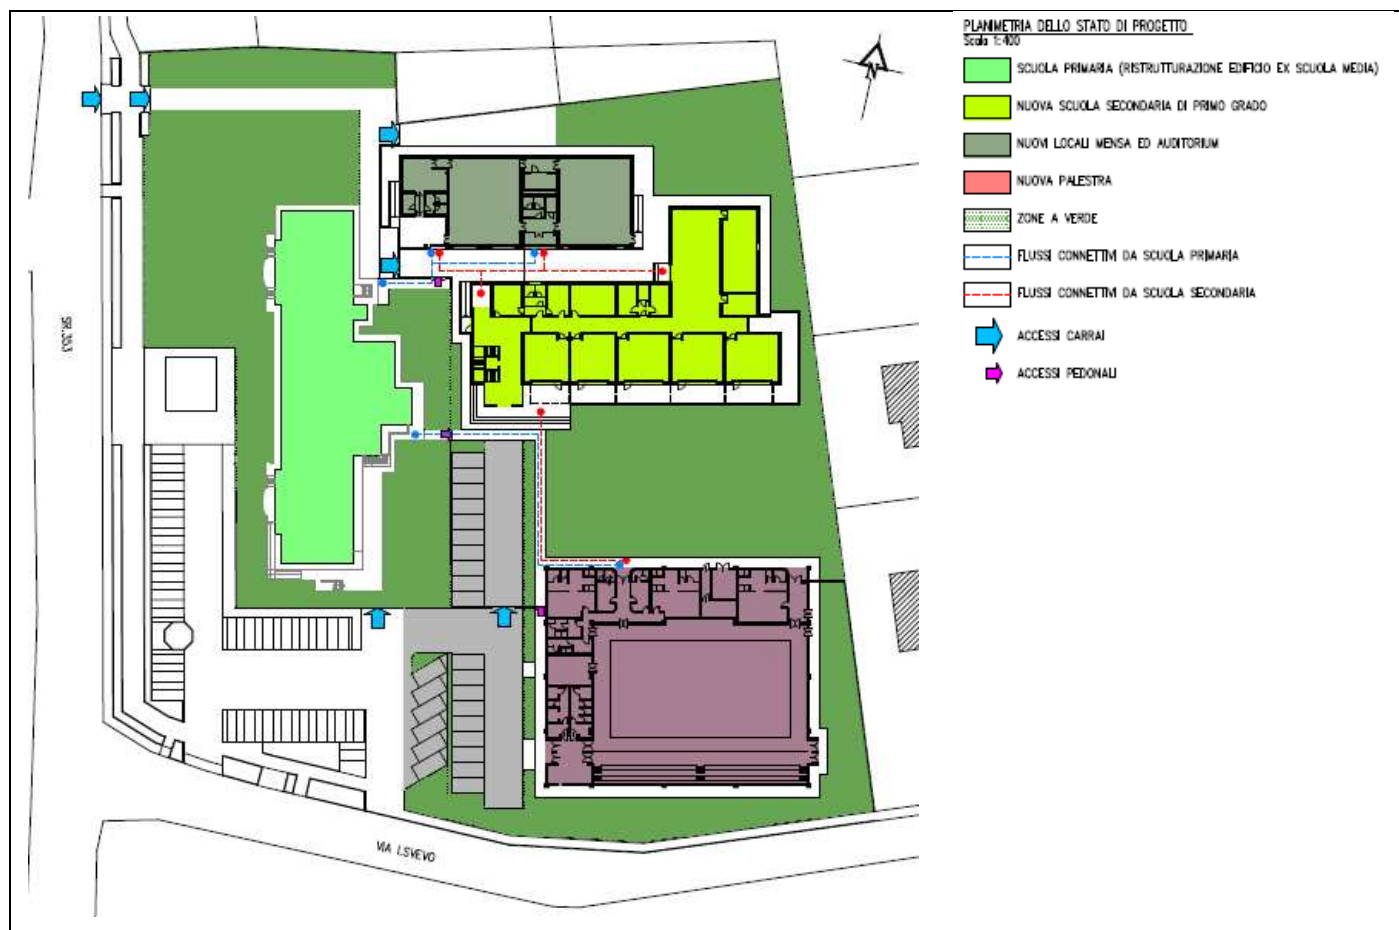 PLANIMETRIA DELLO STATO DI PROGETTO
Scala 1:400
SCUOLA PRIMARIA (RISTRUTTURAZIONE EDIFICIO EX SCUOLA MEDIA)
NUOVA SCUOLA SECONDARIA DI PRIMO GRADO
NUOVI LOCALI MENSA ED AUDITORIUM
NUOVA PALESTRA
ZONE A VERDE
FLUSSI CONNETTIVI DA SCUOLA PRIMARIA
FLUSSI CONNETTIVI DA SCUOLA SECONDARIA
ACCESSI CARRAI
ACCESSI PEDONALI
N
SR.353
VIA I.SVEVO